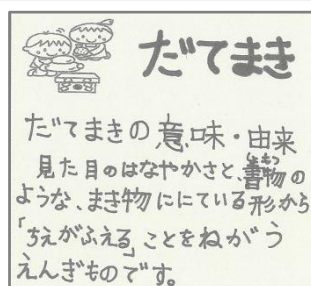 だてまき
だてまきの意味・由来
見た目のはなやかさと、書物の
ような、まき物ににている形から
「ちえがふえる」ことをねがう
えんぎものです。